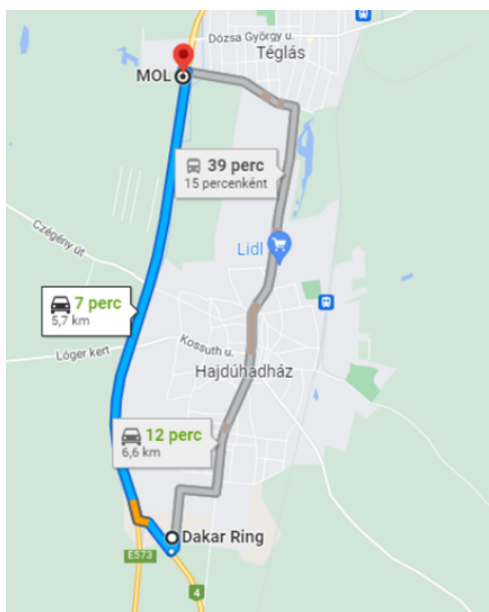 Dózsa György u.
Téglás
MOL
39 perc
15 percenként
Czégény út
Lidl
7 perc
5,7 km
Kossuth u.
Lóger kert
Hajdúhadház
12 perc
6,6 km
Dakar Ring
E573
4